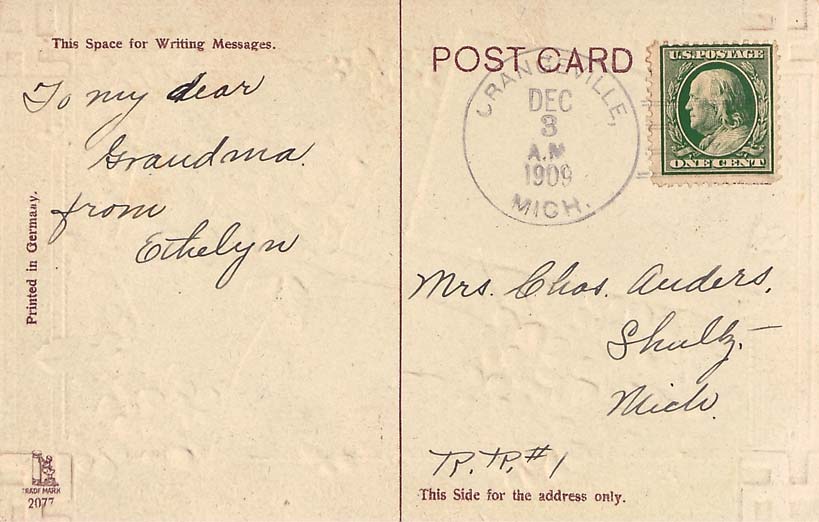 This Space for Writing Messages.
To my dear
Grandma.
from
Ethelyn
Printed in Germany.
TRADE MARK
2077
POST CARD
ORANGEVILLE,
DEC
3
A.M
1909
MICH.
U.S. POSTAGE
ONE CENT
Mrs. Chas. Anders,
Shultz,
Mich.
R. R. #1
This Side for the address only.